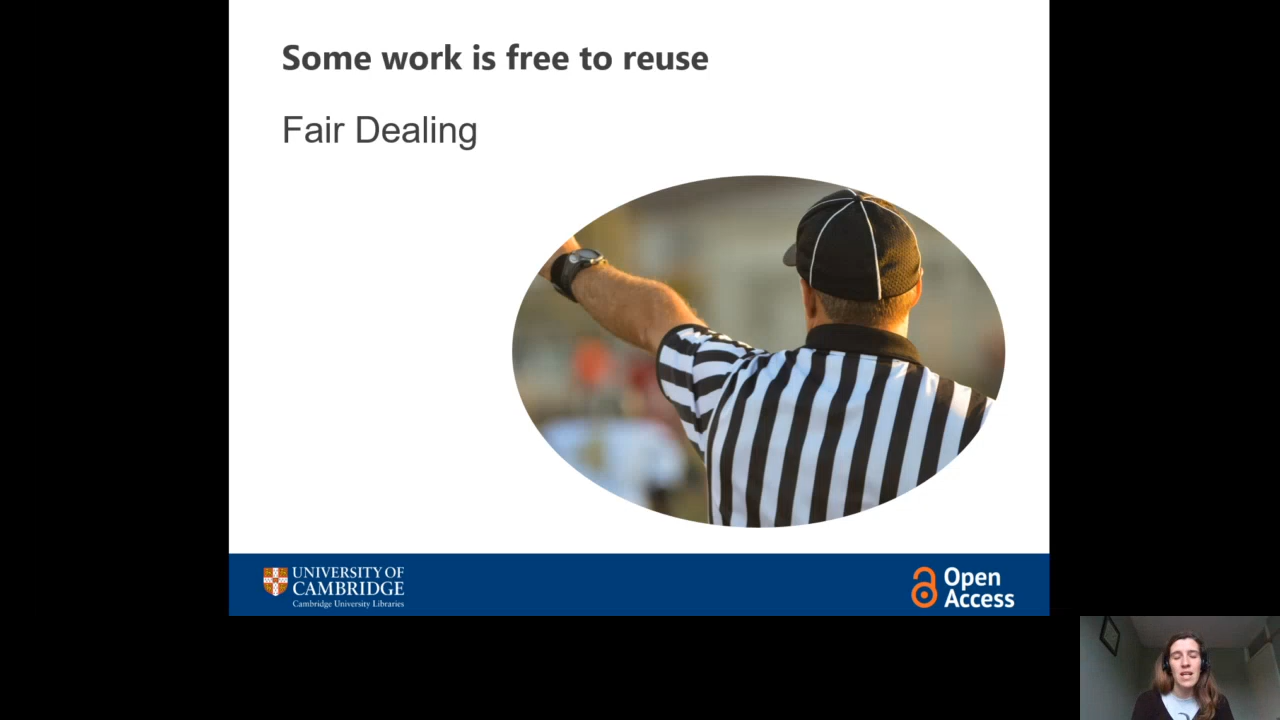 Some work is free to reuse
Fair Dealing
UNIVERSITY OF
CAMBRIDGE
Cambridge University Libraries
Open
Access